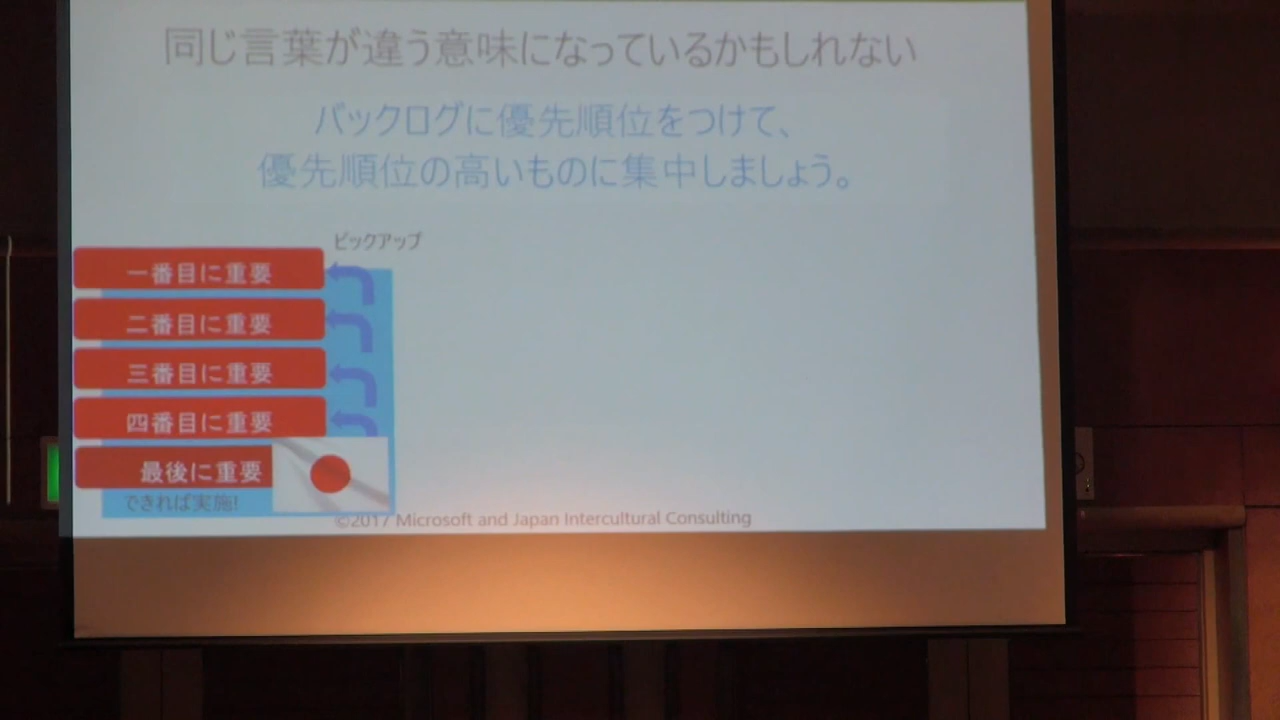 同じ言葉が違う意味になっているかもしれない
バックログに優先順位をつけて、
優先順位の高いものに集中しましょう。
ピックアップ
一番目に重要
二番目に重要
三番目に重要
四番目に重要
最後に重要
できれば実施!
©2017 Microsoft and Japan Intercultural Consulting